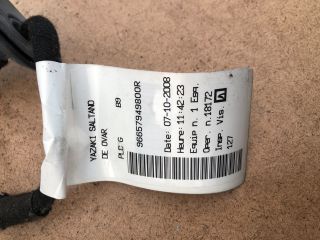 YAZAKI SALTANO
DE OVAR
PLC G B9
96657949800R
Date: 07-10-2008
Heure: 11:42:23
Equip n. 1 Esq.
Oper. n.18172
Insp. Vis.
127